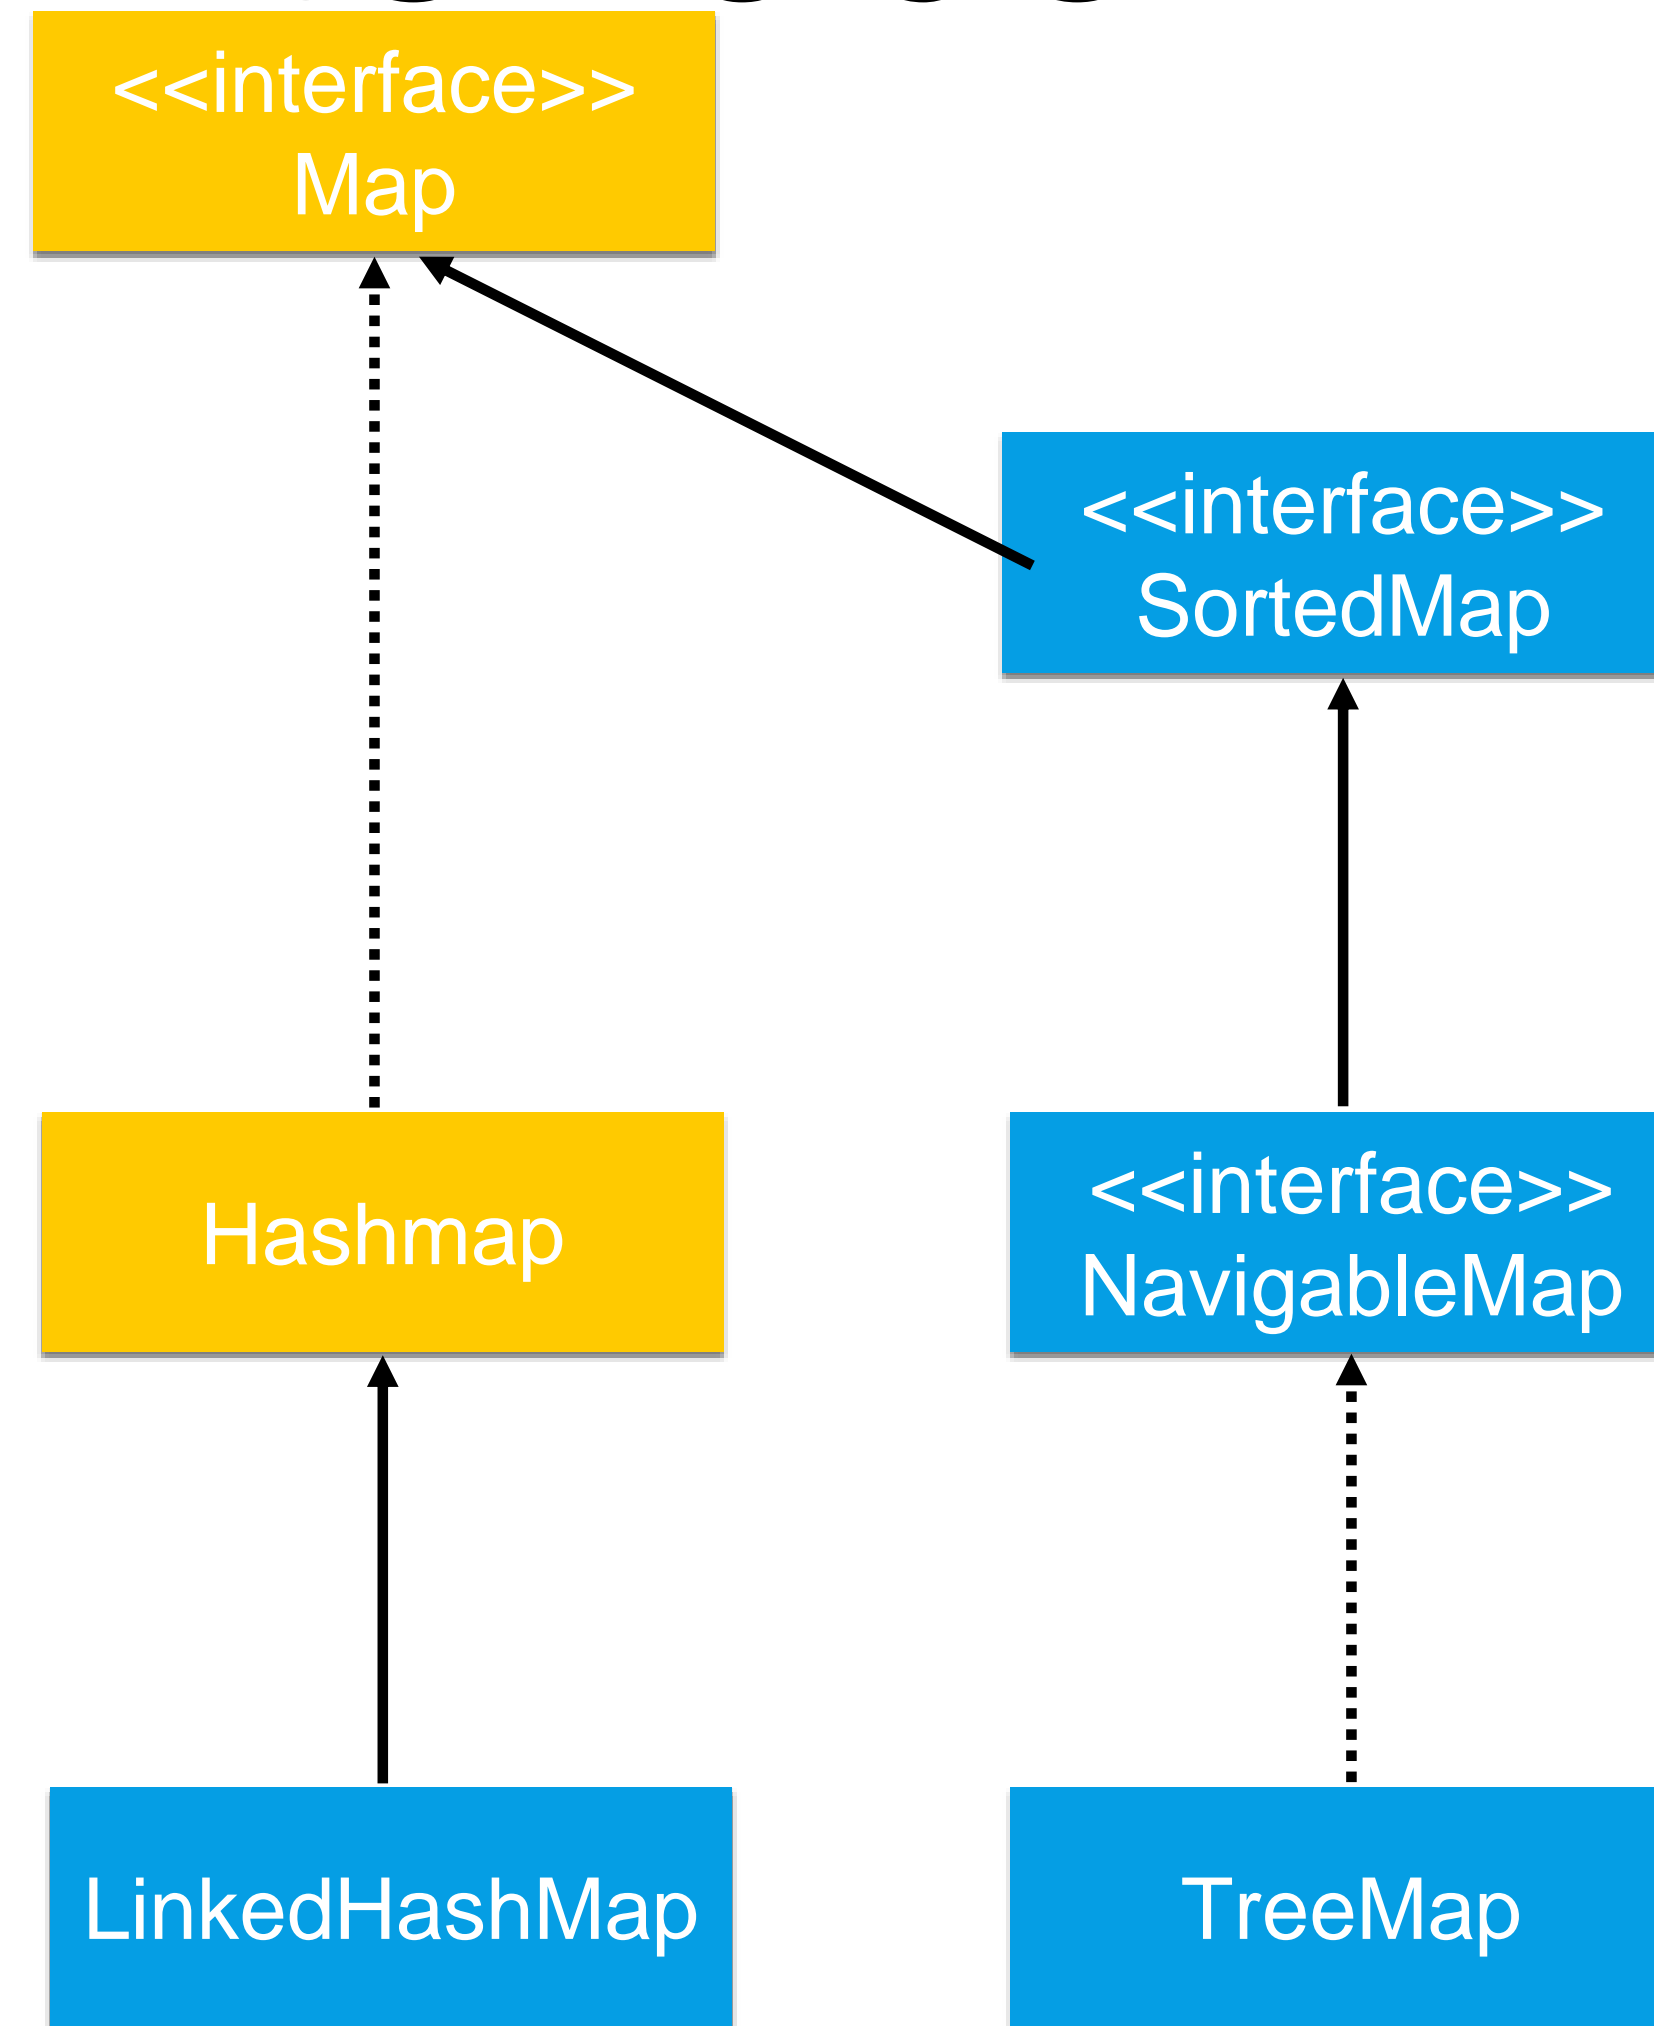 <<interface>>
Map
<<interface>>
SortedMap
Hashmap
<<interface>>
NavigableMap
LinkedHashMap
TreeMap